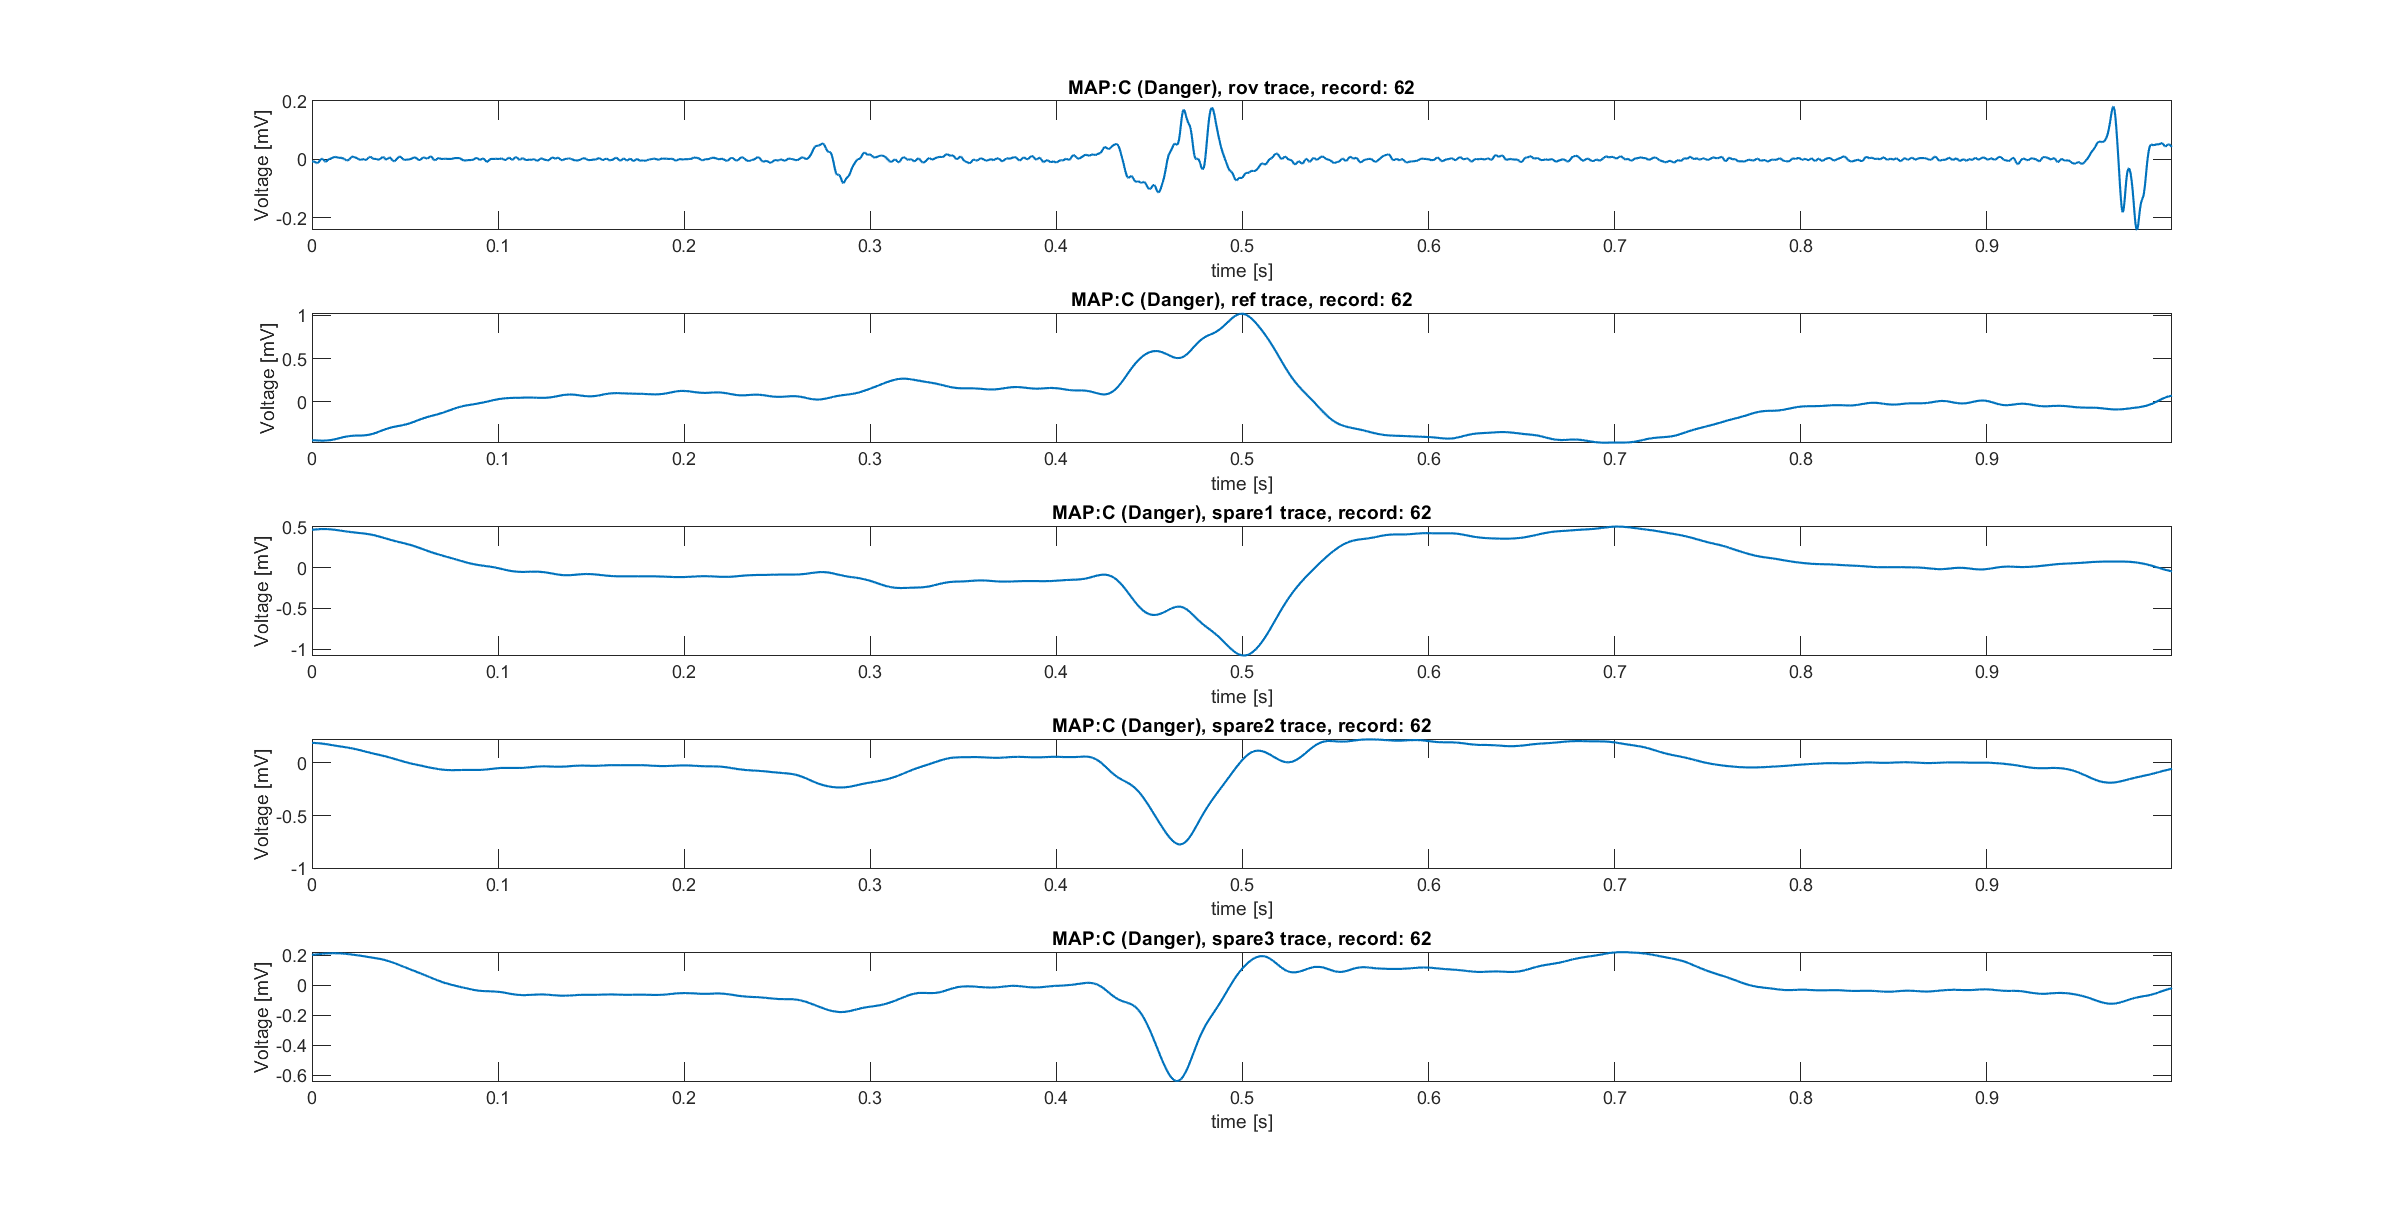 MAP:C (Danger), rov trace, record: 62
Voltage [mV]
0.2
0
-0.2
0 0.1 0.2 0.3 0.4 0.5 0.6 0.7 0.8 0.9
time [s]
MAP:C (Danger), ref trace, record: 62
Voltage [mV]
1
0.5
0
0 0.1 0.2 0.3 0.4 0.5 0.6 0.7 0.8 0.9
time [s]
MAP:C (Danger), spare1 trace, record: 62
Voltage [mV]
0.5
0
-0.5
-1
0 0.1 0.2 0.3 0.4 0.5 0.6 0.7 0.8 0.9
time [s]
MAP:C (Danger), spare2 trace, record: 62
Voltage [mV]
0
-0.5
-1
0 0.1 0.2 0.3 0.4 0.5 0.6 0.7 0.8 0.9
time [s]
MAP:C (Danger), spare3 trace, record: 62
Voltage [mV]
0.2
0
-0.2
-0.4
-0.6
0 0.1 0.2 0.3 0.4 0.5 0.6 0.7 0.8 0.9
time [s]